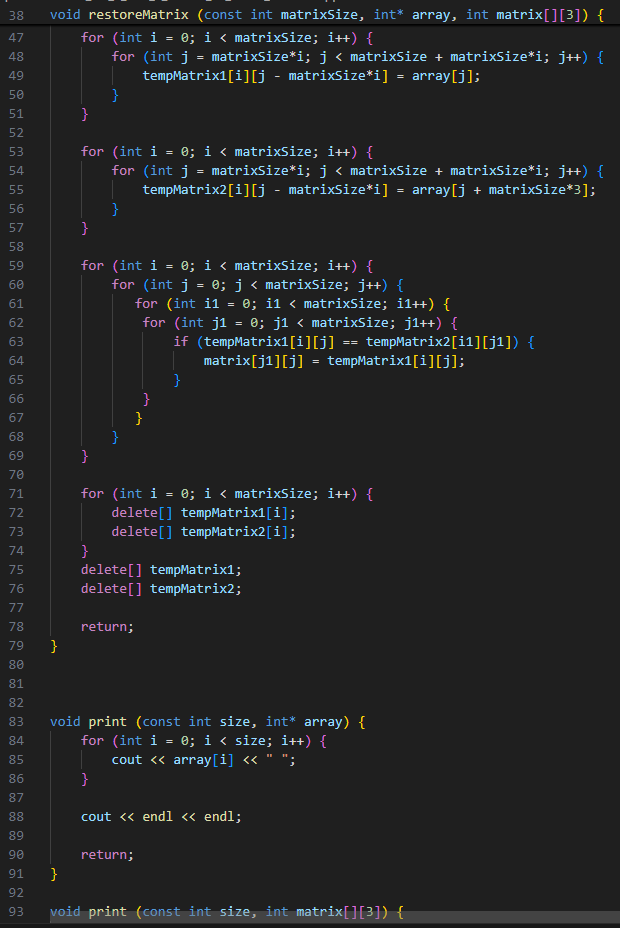 38 void restoreMatrix (const int matrixSize, int* array, int matrix[][3]) {
47 for (int i = 0; i < matrixSize; i++) {
48 for (int j = matrixSize*i; j < matrixSize + matrixSize*i; j++) {
49 tempMatrix1[i][j - matrixSize*i] = array[j];
50 }
51 }
52
53 for (int i = 0; i < matrixSize; i++) {
54 for (int j = matrixSize*i; j < matrixSize + matrixSize*i; j++) {
55 tempMatrix2[i][j - matrixSize*i] = array[j + matrixSize*3];
56 }
57 }
58
59 for (int i = 0; i < matrixSize; i++) {
60 for (int j = 0; j < matrixSize; j++) {
61 for (int i1 = 0; i1 < matrixSize; i1++) {
62 for (int j1 = 0; j1 < matrixSize; j1++) {
63 if (tempMatrix1[i][j] == tempMatrix2[i1][j1]) {
64 matrix[j1][j] = tempMatrix1[i][j];
65 }
66 }
67 }
68 }
69 }
70
71 for (int i = 0; i < matrixSize; i++) {
72 delete[] tempMatrix1[i];
73 delete[] tempMatrix2[i];
74 }
75 delete[] tempMatrix1;
76 delete[] tempMatrix2;
77
78 return;
79 }
80
81
82
83 void print (const int size, int* array) {
84 for (int i = 0; i < size; i++) {
85 cout << array[i] << " ";
86 }
87
88 cout << endl << endl;
89
90 return;
91 }
92
93 void print (const int size, int matrix[][3]) {